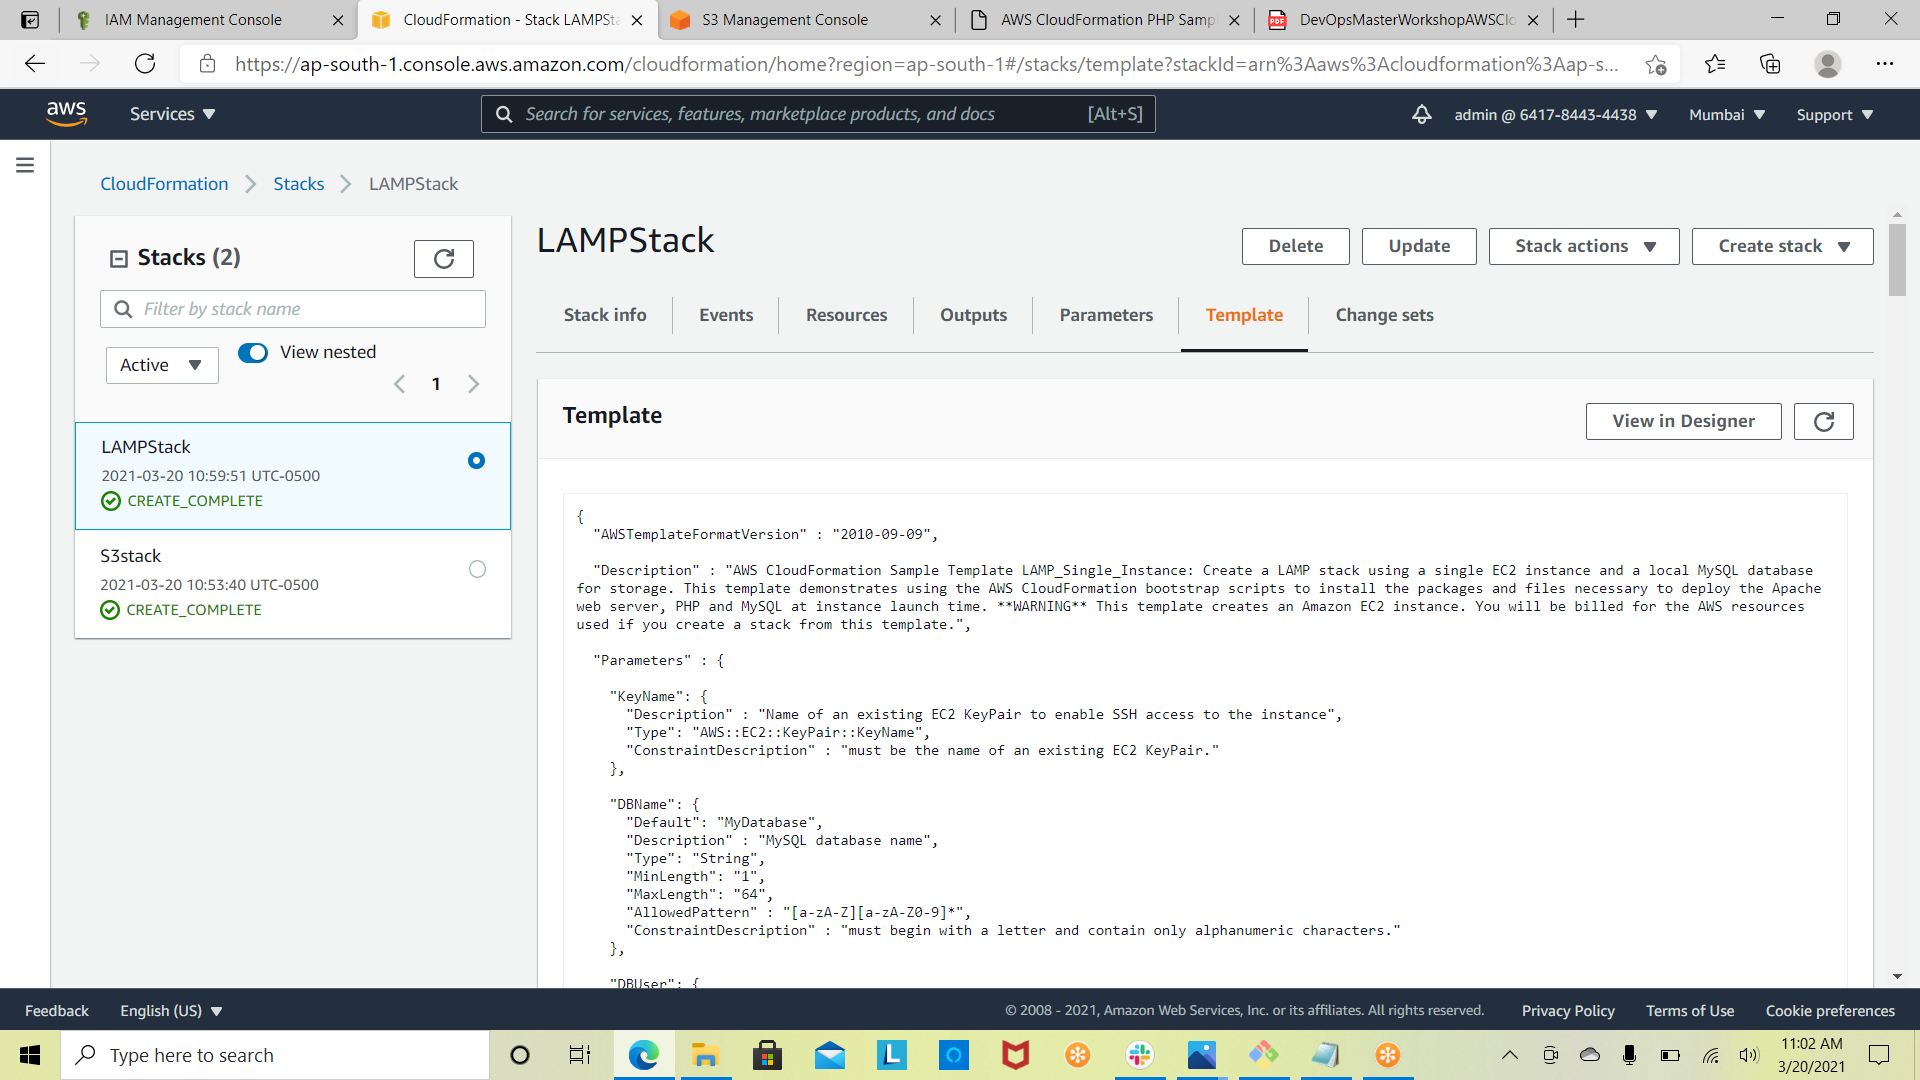 IAM Management Console
CloudFormation - Stack LAMPSta
S3 Management Console
AWS CloudFormation PHP Samp
DevOpsMasterWorkshopAWSClo
https://ap-south-1.console.aws.amazon.com/cloudformation/home?region=ap-south-1#/stacks/template?stackId=arn%3Aaws%3Acloudformation%3Aap-s...
aws
Services
Search for services, features, marketplace products, and docs
[Alt+S]
admin @ 6417-8443-4438
Mumbai
Support
CloudFormation
Stacks
LAMPStack
Stacks (2)
Filter by stack name
Active
View nested
1
LAMPStack
2021-03-20 10:59:51 UTC-0500
CREATE_COMPLETE
S3stack
2021-03-20 10:53:40 UTC-0500
CREATE_COMPLETE
LAMPStack
Delete
Update
Stack actions
Create stack
Stack info
Events
Resources
Outputs
Parameters
Template
Change sets
Template
View in Designer
{
"AWSTemplateFormatVersion" : "2010-09-09",
"Description" : "AWS CloudFormation Sample Template LAMP_Single_Instance: Create a LAMP stack using a single EC2 instance and a local MySQL database
for storage. This template demonstrates using the AWS CloudFormation bootstrap scripts to install the packages and files necessary to deploy the Apache
web server, PHP and MySQL at instance launch time. **WARNING** This template creates an Amazon EC2 instance. You will be billed for the AWS resources
used if you create a stack from this template.",
"Parameters" : {
"KeyName": {
"Description" : "Name of an existing EC2 KeyPair to enable SSH access to the instance",
"Type": "AWS::EC2::KeyPair::KeyName",
"ConstraintDescription" : "must be the name of an existing EC2 KeyPair."
},
"DBName": {
"Default": "MyDatabase",
"Description" : "MySQL database name",
"Type": "String",
"MinLength": "1",
"MaxLength": "64",
"AllowedPattern" : "[a-zA-Z][a-zA-Z0-9]*",
"ConstraintDescription" : "must begin with a letter and contain only alphanumeric characters."
},
"DBUser": {
Feedback
English (US)
© 2008 - 2021, Amazon Web Services, Inc. or its affiliates. All rights reserved.
Privacy Policy
Terms of Use
Cookie preferences
Type here to search
11:02 AM
3/20/2021